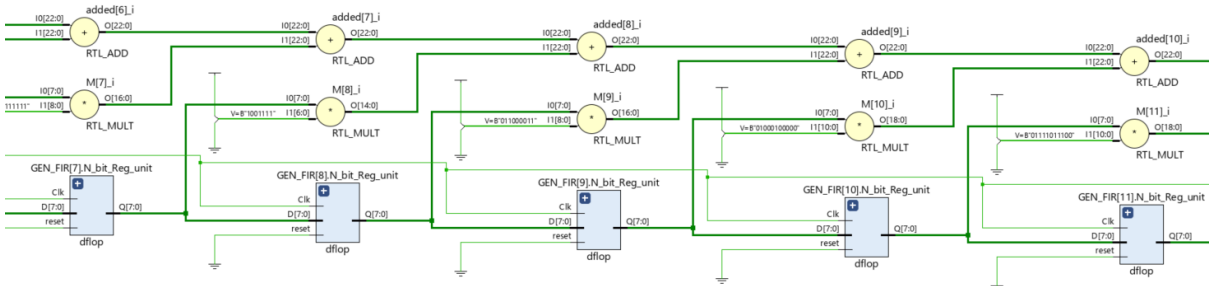 added[6]_i
I0[22:0]
I1[22:0]
O[22:0]
RTL_ADD
added[7]_i
I0[22:0]
I1[22:0]
O[22:0]
RTL_ADD
added[8]_i
I0[22:0]
I1[22:0]
O[22:0]
RTL_ADD
added[9]_i
I0[22:0]
I1[22:0]
O[22:0]
RTL_ADD
added[10]_i
I0[22:0]
I1[22:0]
O[22:0]
RTL_ADD
M[7]_i
I0[7:0]
I1[8:0]
O[16:0]
RTL_MULT
M[8]_i
I0[7:0]
V=B"1001111"
I1[6:0]
O[14:0]
RTL_MULT
M[9]_i
I0[7:0]
V=B"011000011"
I1[8:0]
O[16:0]
RTL_MULT
M[10]_i
I0[7:0]
V=B"01000100000"
I1[10:0]
O[18:0]
RTL_MULT
M[11]_i
I0[7:0]
V=B"01111011100"
I1[10:0]
O[18:0]
RTL_MULT
GEN_FIR[7].N_bit_Reg_unit
Clk
D[7:0]
reset
Q[7:0]
dflop
GEN_FIR[8].N_bit_Reg_unit
Clk
D[7:0]
reset
Q[7:0]
dflop
GEN_FIR[9].N_bit_Reg_unit
Clk
D[7:0]
reset
Q[7:0]
dflop
GEN_FIR[10].N_bit_Reg_unit
Clk
D[7:0]
reset
Q[7:0]
dflop
GEN_FIR[11].N_bit_Reg_unit
Clk
D[7:0]
reset
Q[7:0]
dflop